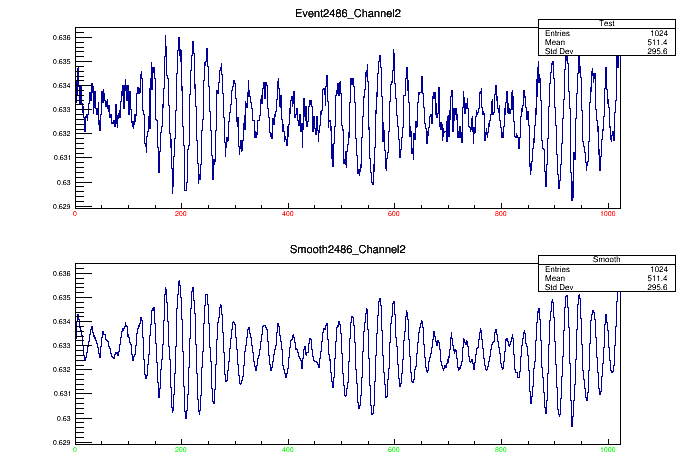 Event2486_Channel2
Test
Entries 1024
Mean 511.4
Std Dev 295.6
0.636
0.635
0.634
0.633
0.632
0.631
0.63
0.629
0 200 400 600 800 1000
Smooth2486_Channel2
Smooth
Entries 1024
Mean 511.4
Std Dev 295.6
0.636
0.635
0.634
0.633
0.632
0.631
0.63
0.629
0 200 400 600 800 1000